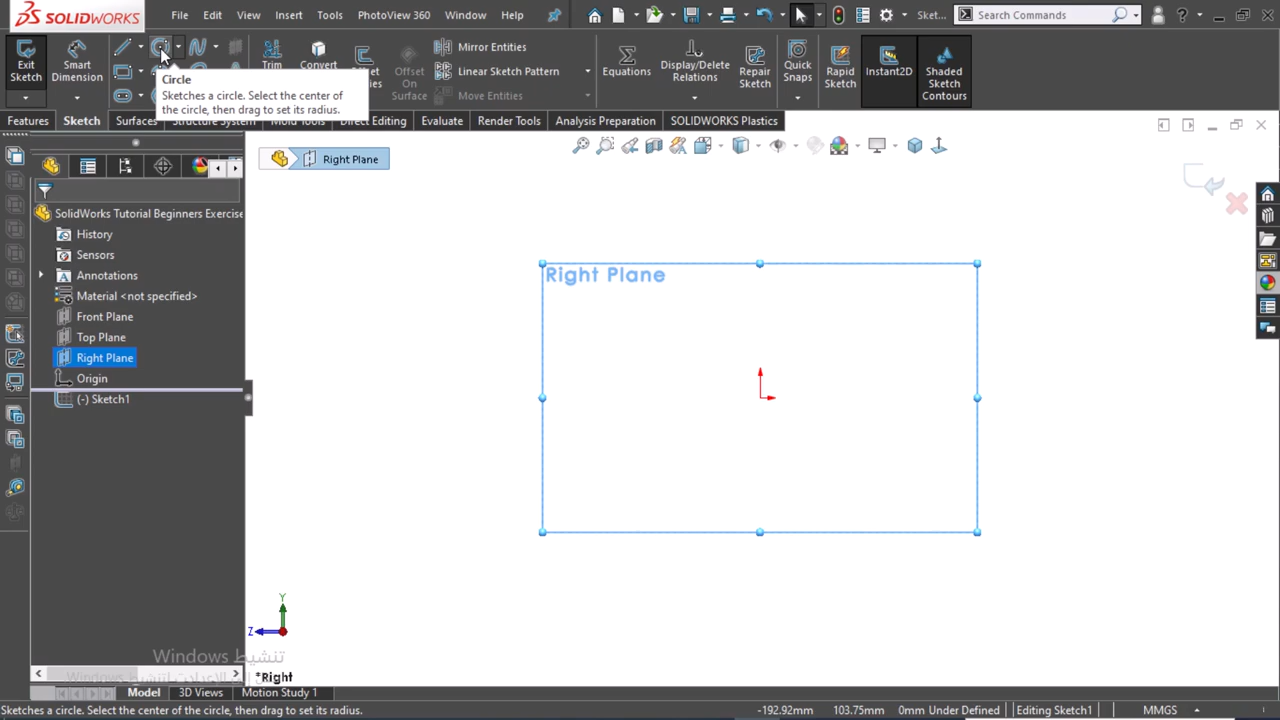 SOLIDWORKS File Edit View Insert Tools PhotoView 360 Window Help Sket... Search Commands ?
Exit Sketch
Smart Dimension
Trim
Convert
Offset On Surface
Mirror Entities
Linear Sketch Pattern
Move Entities
Equations
Display/Delete Relations
Repair Sketch
Quick Snaps
Rapid Sketch
Instant2D
Shaded Sketch Contours
Circle
Sketches a circle. Select the center of
the circle, then drag to set its radius.
Features Sketch Surfaces Structure System Mold Tools Direct Editing Evaluate Render Tools Analysis Preparation SOLIDWORKS Plastics
Right Plane
SolidWorks Tutorial Beginners Exercise
History
Sensors
Annotations
Material <not specified>
Front Plane
Top Plane
Right Plane
Origin
(-) Sketch1
Right Plane
Y
Z
تنشيط Windows
*Right
Model 3D Views Motion Study 1
Sketches a circle. Select the center of the circle, then drag to set its radius. -192.92mm 103.75mm 0mm Under Defined Editing Sketch1 MMGS